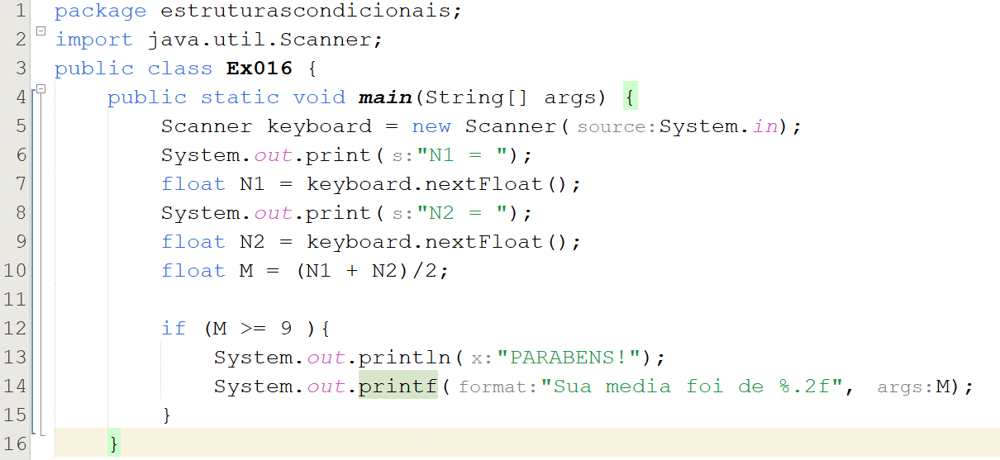 1 package estruturascondicionais;
2 import java.util.Scanner;
3 public class Ex016 {
4 public static void main(String[] args) {
5 Scanner keyboard = new Scanner( source:System.in);
6 System.out.print( s:"N1 = ");
7 float N1 = keyboard.nextFloat();
8 System.out.print( s:"N2 = ");
9 float N2 = keyboard.nextFloat();
10 float M = (N1 + N2)/2;
11
12 if (M >= 9 ){
13 System.out.println( x:"PARABENS!");
14 System.out.printf( format:"Sua media foi de %.2f", args:M);
15 }
16 }